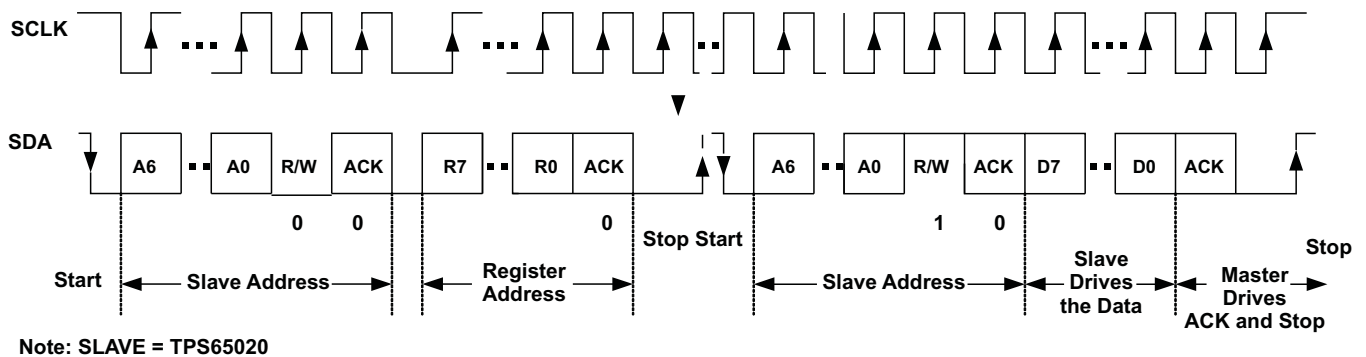 SCLK
SDA
A6 A0 R/W ACK R7 R0 ACK A6 A0 R/W ACK D7 D0 ACK
0 0 0 1 0
Stop Start
Start
Slave Address
Register
Address
Slave Address
Slave
Drives
the Data
Master
Drives
ACK and Stop
Stop
Note: SLAVE = TPS65020